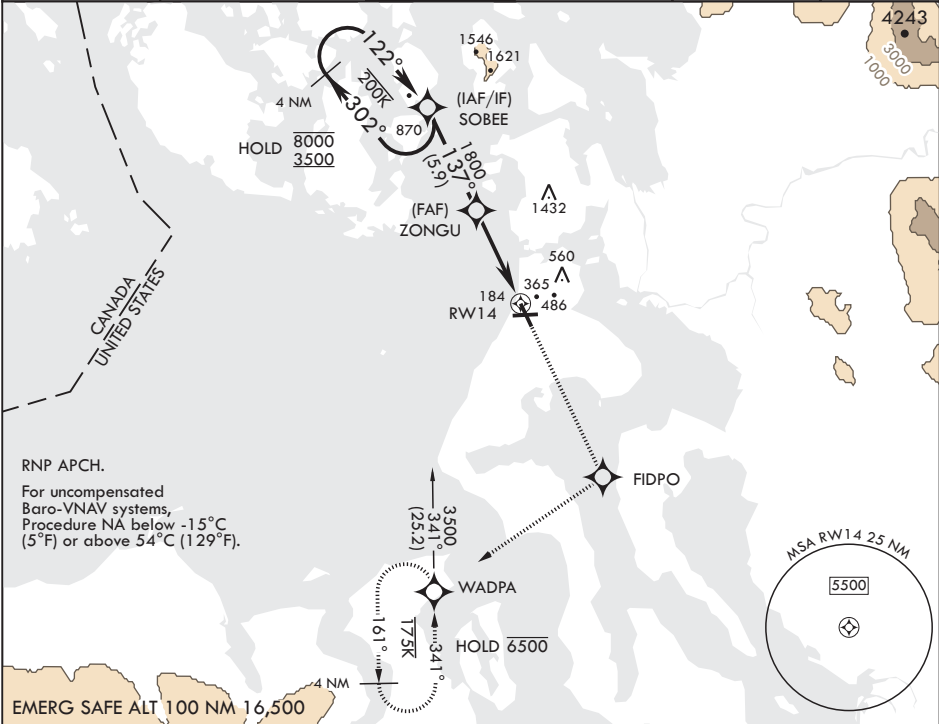 4243
3000
1000
1546
1621
122°
200K
302°
4 NM
(IAF/IF)
SOBEE
870
HOLD 8000
3500
1800
137°
(5.9)
(FAF)
ZONGU
1432
560
365
184
486
RW14
CANADA
UNITED STATES
RNP APCH.
For uncompensated
Baro-VNAV systems,
Procedure NA below -15°C
(5°F) or above 54°C (129°F).
FIDPO
3500
341°
(25.2)
WADPA
161°
175K
341°
HOLD 6500
4 NM
MSA RW14 25 NM
5500
EMERG SAFE ALT 100 NM 16,500